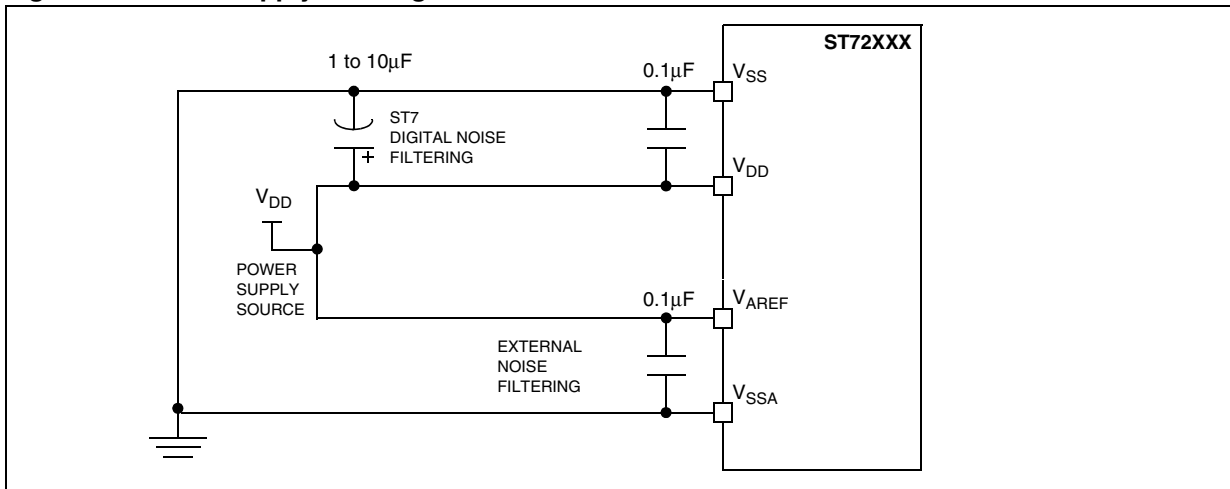 ST72XXX
1 to 10μF
0.1μF
VSS
ST7
DIGITAL NOISE
+ FILTERING
VDD
VDD
POWER
SUPPLY
SOURCE
0.1μF
VAREF
EXTERNAL
NOISE
FILTERING
VSSA